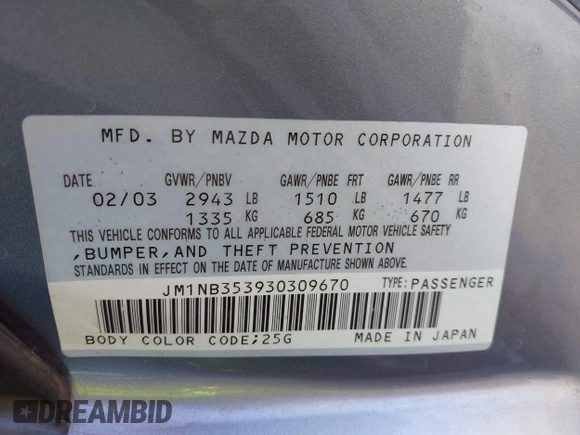 MFD. BY MAZDA MOTOR CORPORATION
DATE GVWR/PNBV GAWR/PNBE FRT GAWR/PNBE RR
02/03 2943 LB 1510 LB 1477 LB
1335 KG 685 KG 670 KG
THIS VEHICLE CONFORMS TO ALL APPLICABLE FEDERAL MOTOR VEHICLE SAFETY
,BUMPER,AND THEFT PREVENTION
STANDARDS IN EFFECT ON THE DATE OF MANUFACTURE SHOWN ABOVE.
JM1NB353930309670 TYPE:PASSENGER
BODY COLOR CODE;25G MADE IN JAPAN
DREAMBID